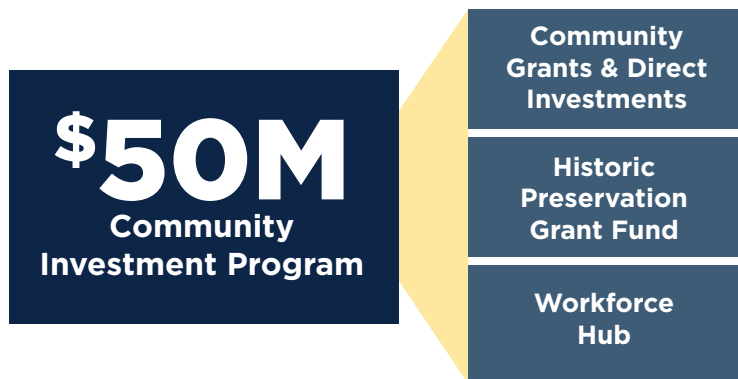 $50M
Community
Investment Program
Community
Grants & Direct
Investments
Historic
Preservation
Grant Fund
Workforce
Hub